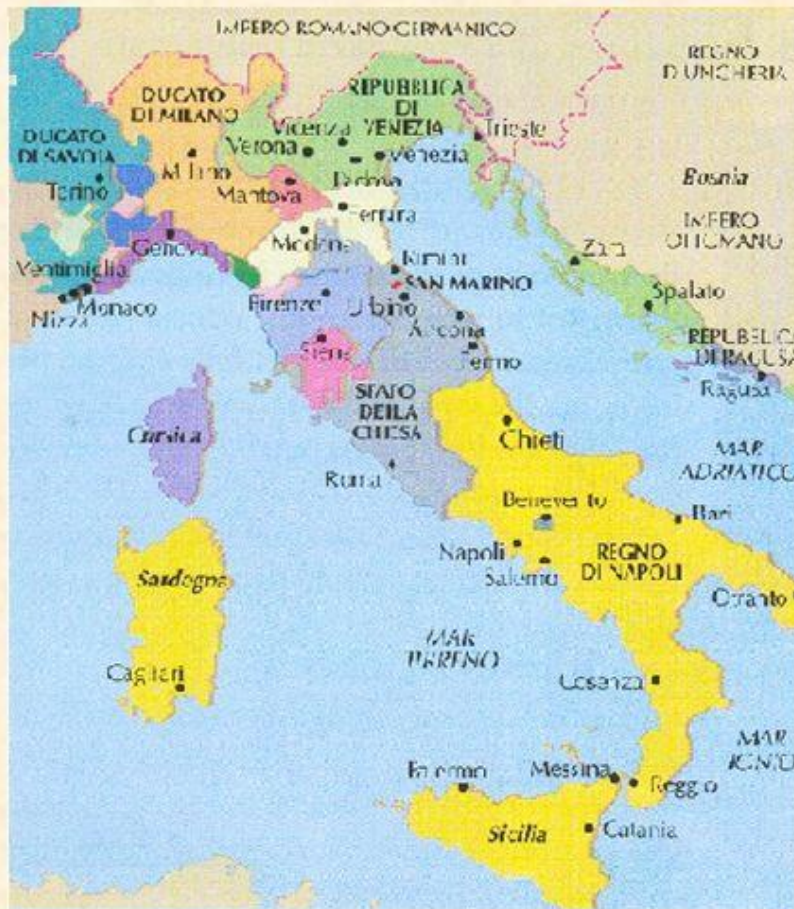 IMPERO ROMANO GERMANICO
REGNO
D'UNGHERIA
DUCATO
DI MILANO
REPUBBLICA
DI
VENEZIA
DUCATO
DI SAVOIA
Vicenza
Verona
Venezia
Trieste
Torino
Milano
Padova
Mantova
Bosnia
Ferrara
IMPERO
OTTOMANO
Genova
Modena
Zara
Ventimiglia
Rimini
SAN MARINO
Monaco
Nizza
Firenze
Urbino
Spalato
Ancona
Siena
Fermo
REPUBBLICA
DI RAGUSA
Ragusa
STATO
DELLA
CHIESA
Corsica
Chieti
MAR
ADRIATICO
Roma
Benevento
Bari
Napoli
REGNO
DI NAPOLI
Salerno
Sardegna
Otranto
MAR
TIRRENO
Cagliari
Cosenza
MAR
IONIO
Palermo
Messina
Reggio
Sicilia
Catania